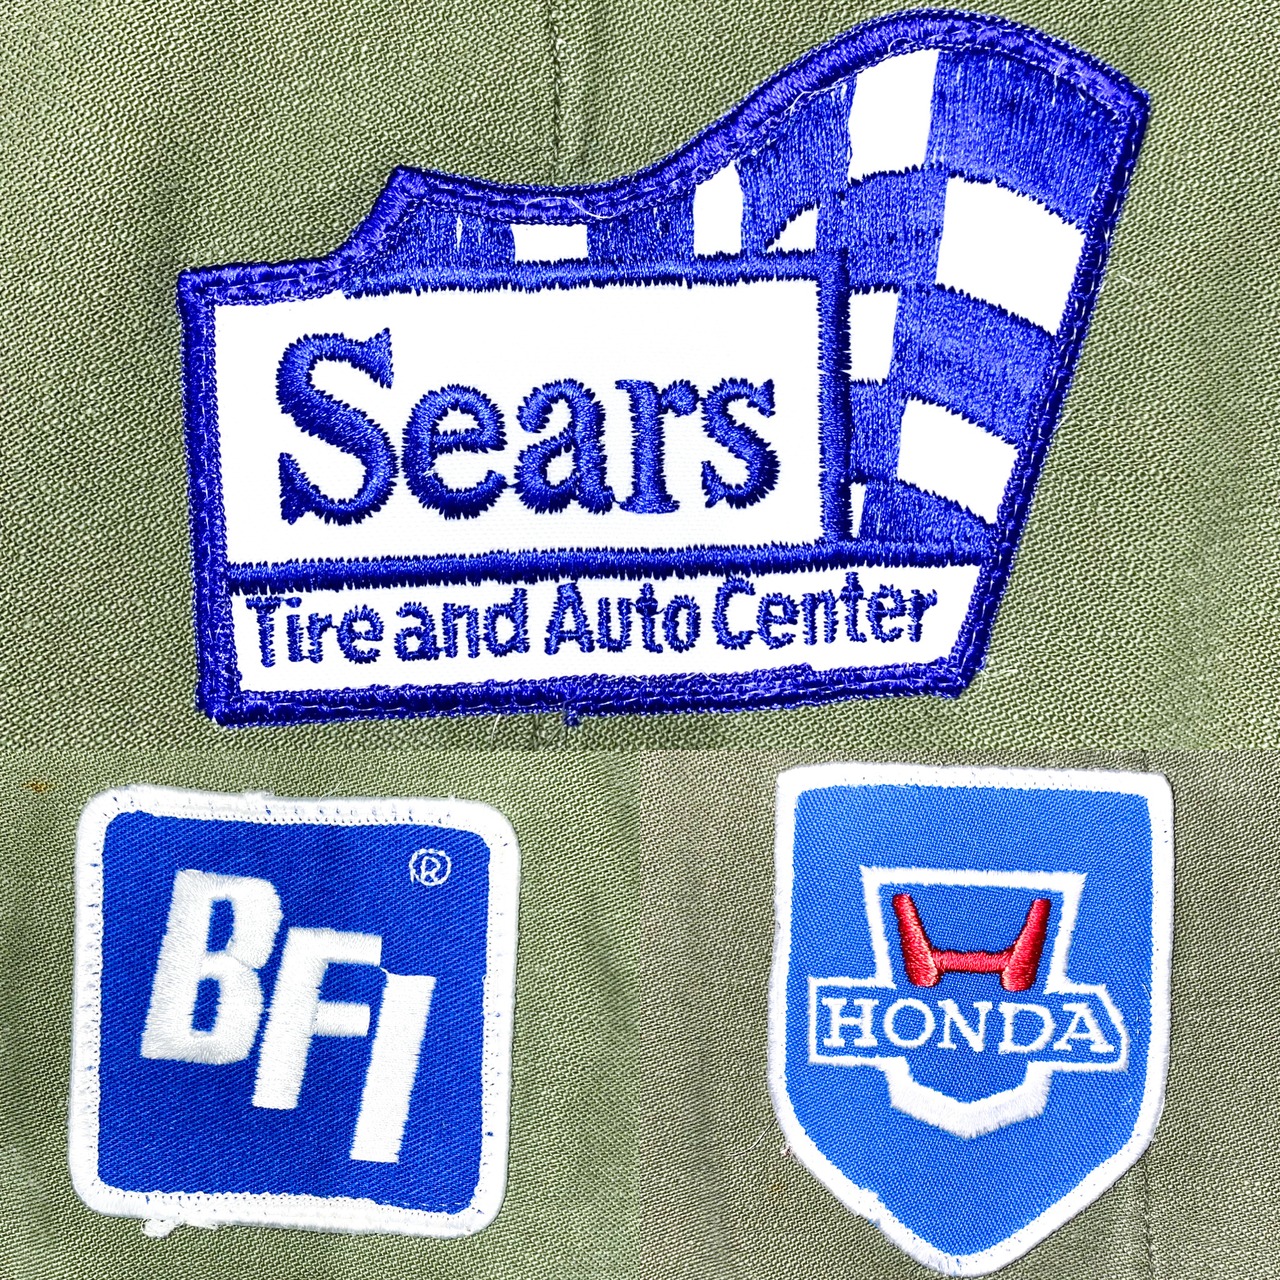 Sears
Tire and Auto Center
BFI ®
HONDA